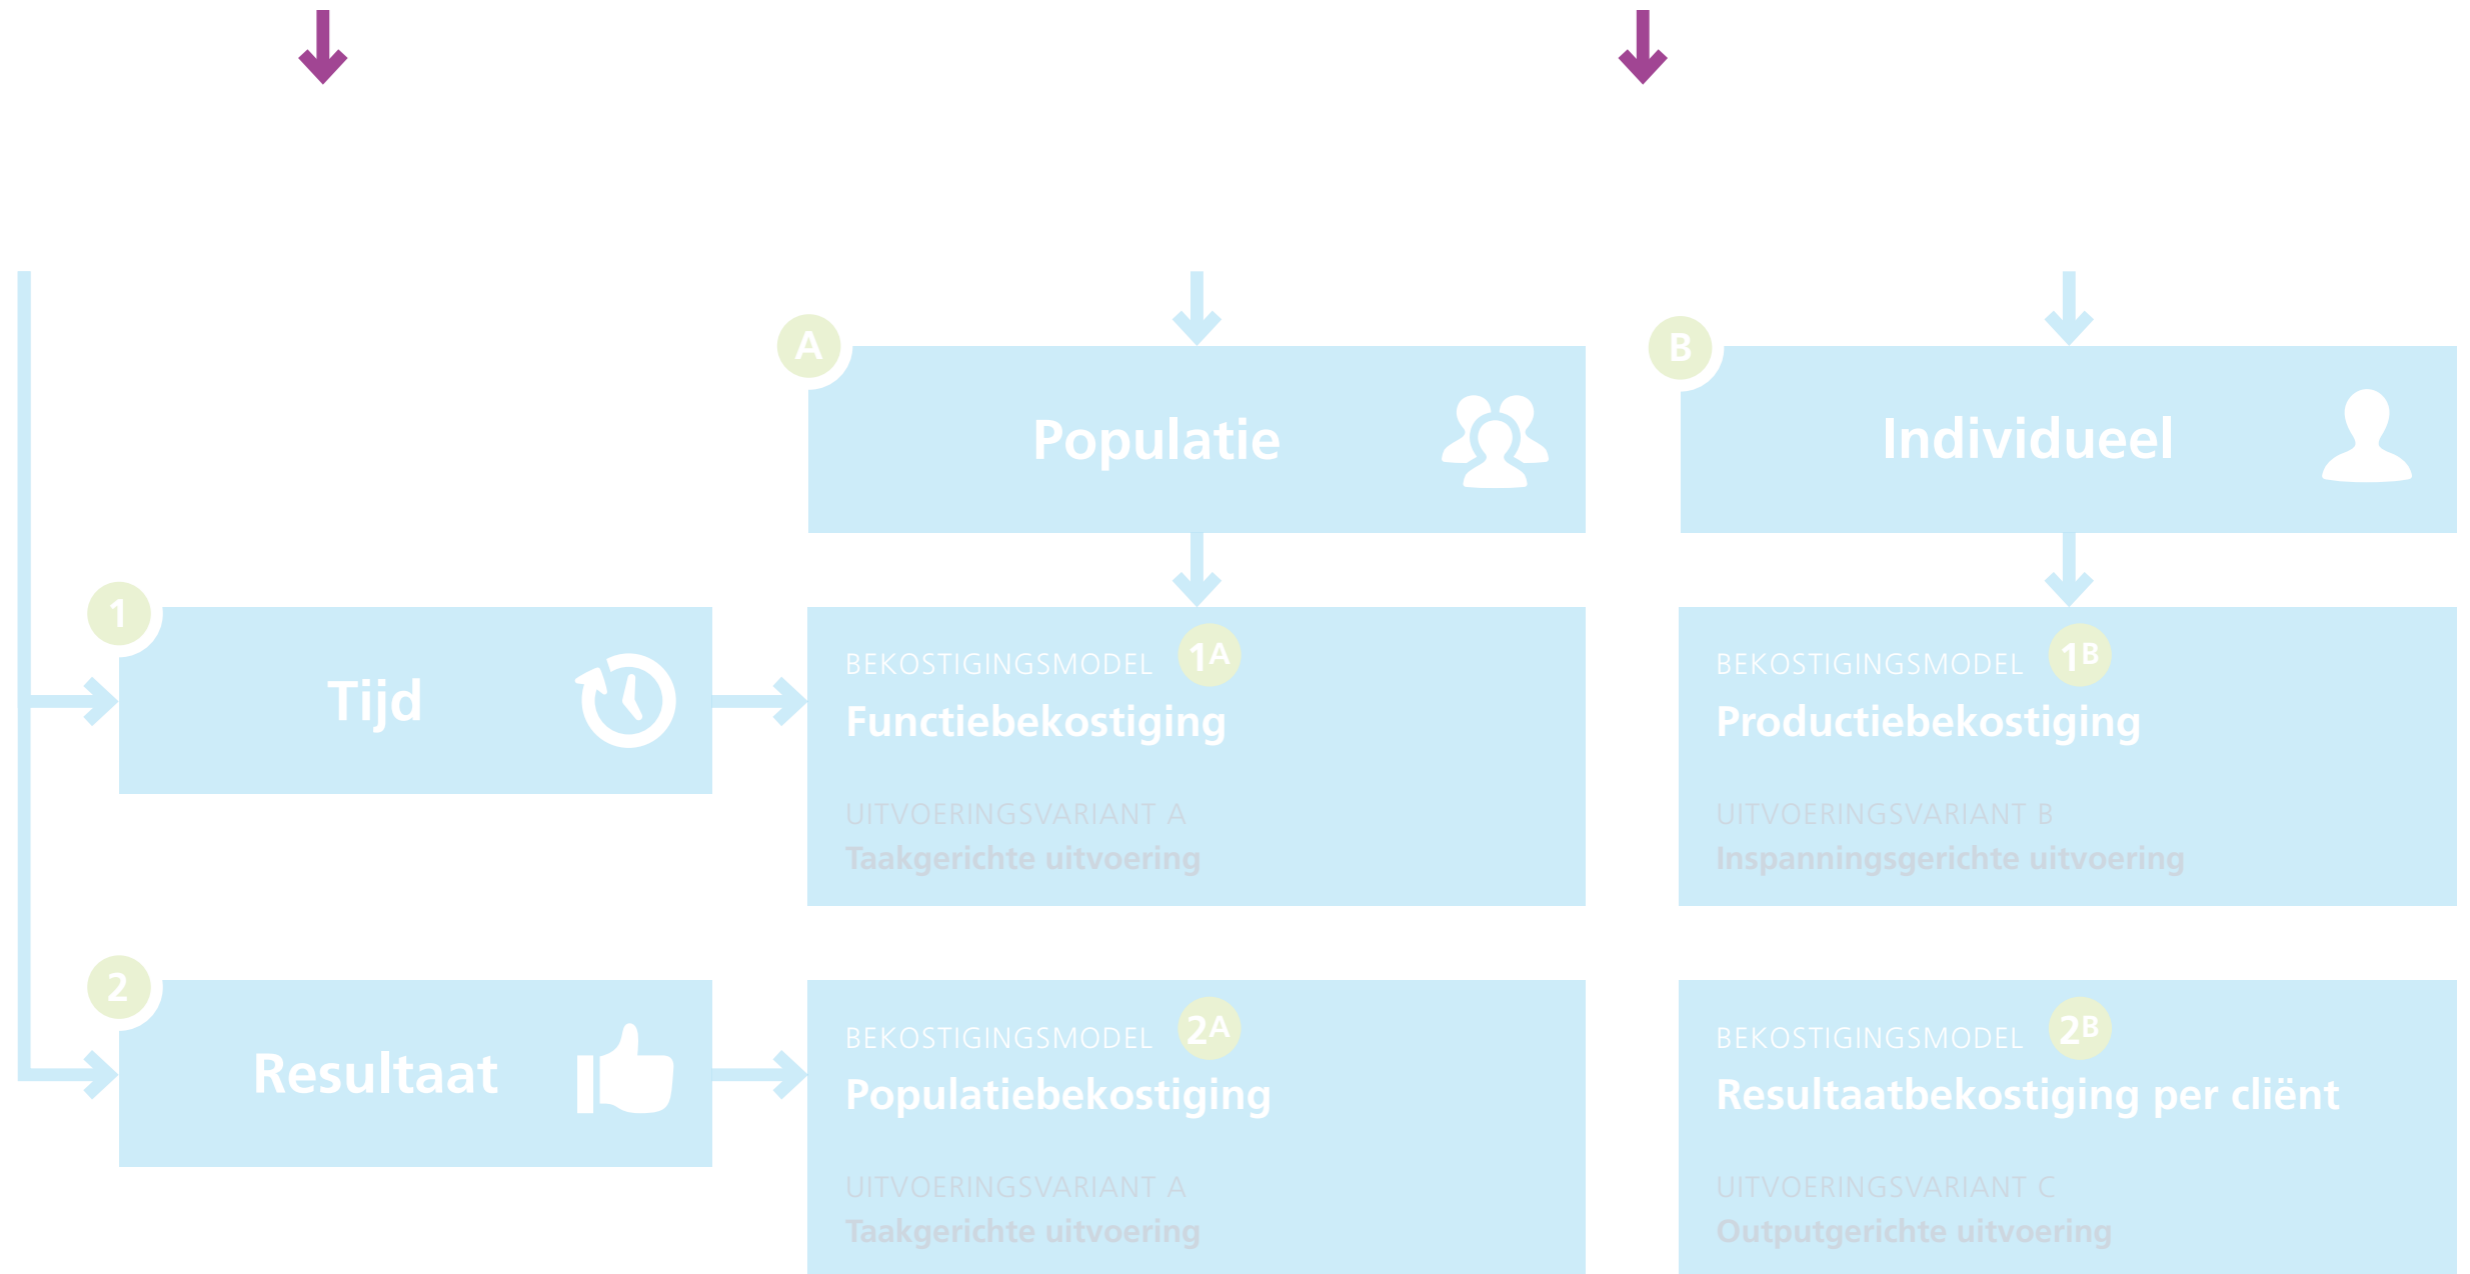 A
Populatie
B
Individueel
1
Tijd
BEKOSTIGINGSMODEL 1A
Functiebekostiging
UITVOERINGSVARIANT A
Taakgerichte uitvoering
BEKOSTIGINGSMODEL 1B
Productiebekostiging
UITVOERINGSVARIANT B
Inspanningsgerichte uitvoering
2
Resultaat
BEKOSTIGINGSMODEL 2A
Populatiebekostiging
UITVOERINGSVARIANT A
Taakgerichte uitvoering
BEKOSTIGINGSMODEL 2B
Resultaatbekostiging per cliënt
UITVOERINGSVARIANT C
Outputgerichte uitvoering